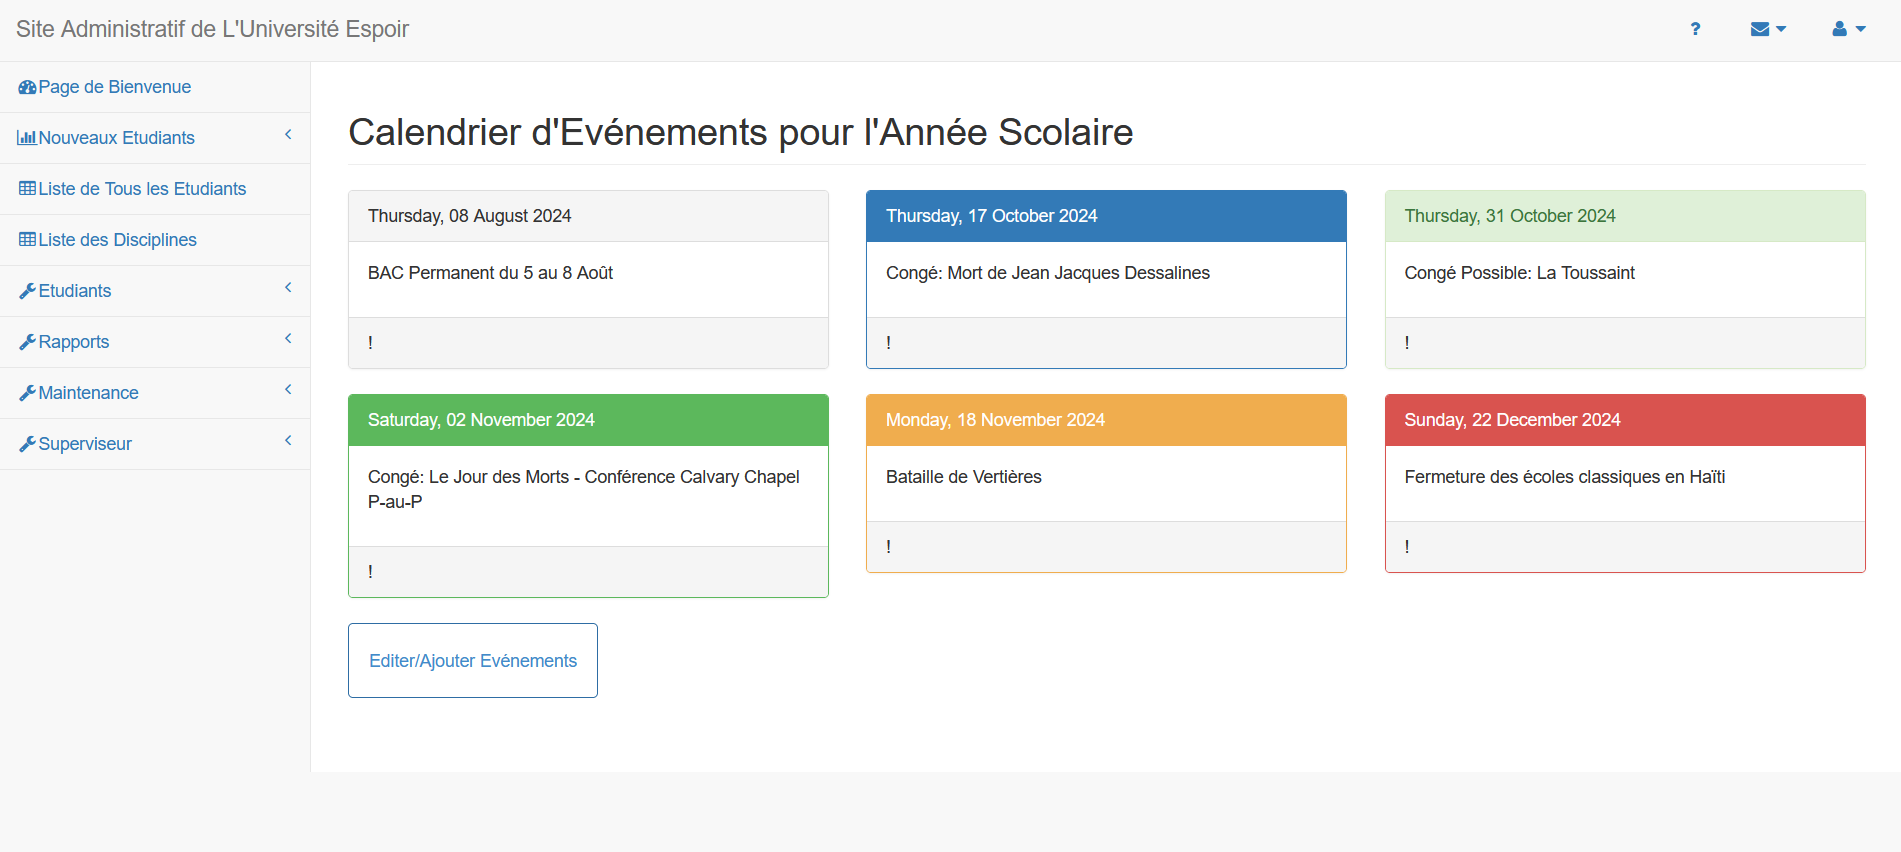 Site Administratif de L'Université Espoir
?
Page de Bienvenue
Nouveaux Etudiants
Liste de Tous les Etudiants
Liste des Disciplines
Etudiants
Rapports
Maintenance
Superviseur
Calendrier d'Evénements pour l'Année Scolaire
Thursday, 08 August 2024
BAC Permanent du 5 au 8 Août
!
Thursday, 17 October 2024
Congé: Mort de Jean Jacques Dessalines
!
Thursday, 31 October 2024
Congé Possible: La Toussaint
!
Saturday, 02 November 2024
Congé: Le Jour des Morts - Conférence Calvary Chapel
P-au-P
!
Monday, 18 November 2024
Bataille de Vertières
!
Sunday, 22 December 2024
Fermeture des écoles classiques en Haïti
!
Editer/Ajouter Evénements